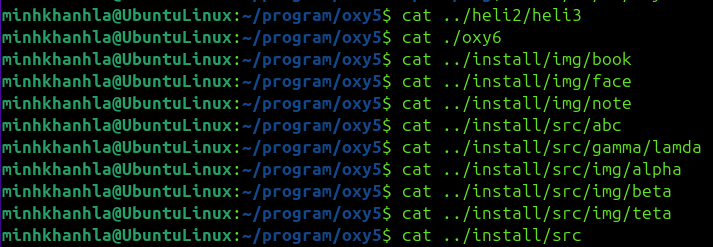 minhkhanhla@UbuntuLinux:~/program/oxy5$ cat ../heli2/heli3
minhkhanhla@UbuntuLinux:~/program/oxy5$ cat ./oxy6
minhkhanhla@UbuntuLinux:~/program/oxy5$ cat ../install/img/book
minhkhanhla@UbuntuLinux:~/program/oxy5$ cat ../install/img/face
minhkhanhla@UbuntuLinux:~/program/oxy5$ cat ../install/img/note
minhkhanhla@UbuntuLinux:~/program/oxy5$ cat ../install/src/abc
minhkhanhla@UbuntuLinux:~/program/oxy5$ cat ../install/src/gamma/lamda
minhkhanhla@UbuntuLinux:~/program/oxy5$ cat ../install/src/img/alpha
minhkhanhla@UbuntuLinux:~/program/oxy5$ cat ../install/src/img/beta
minhkhanhla@UbuntuLinux:~/program/oxy5$ cat ../install/src/img/teta
minhkhanhla@UbuntuLinux:~/program/oxy5$ cat ../install/src